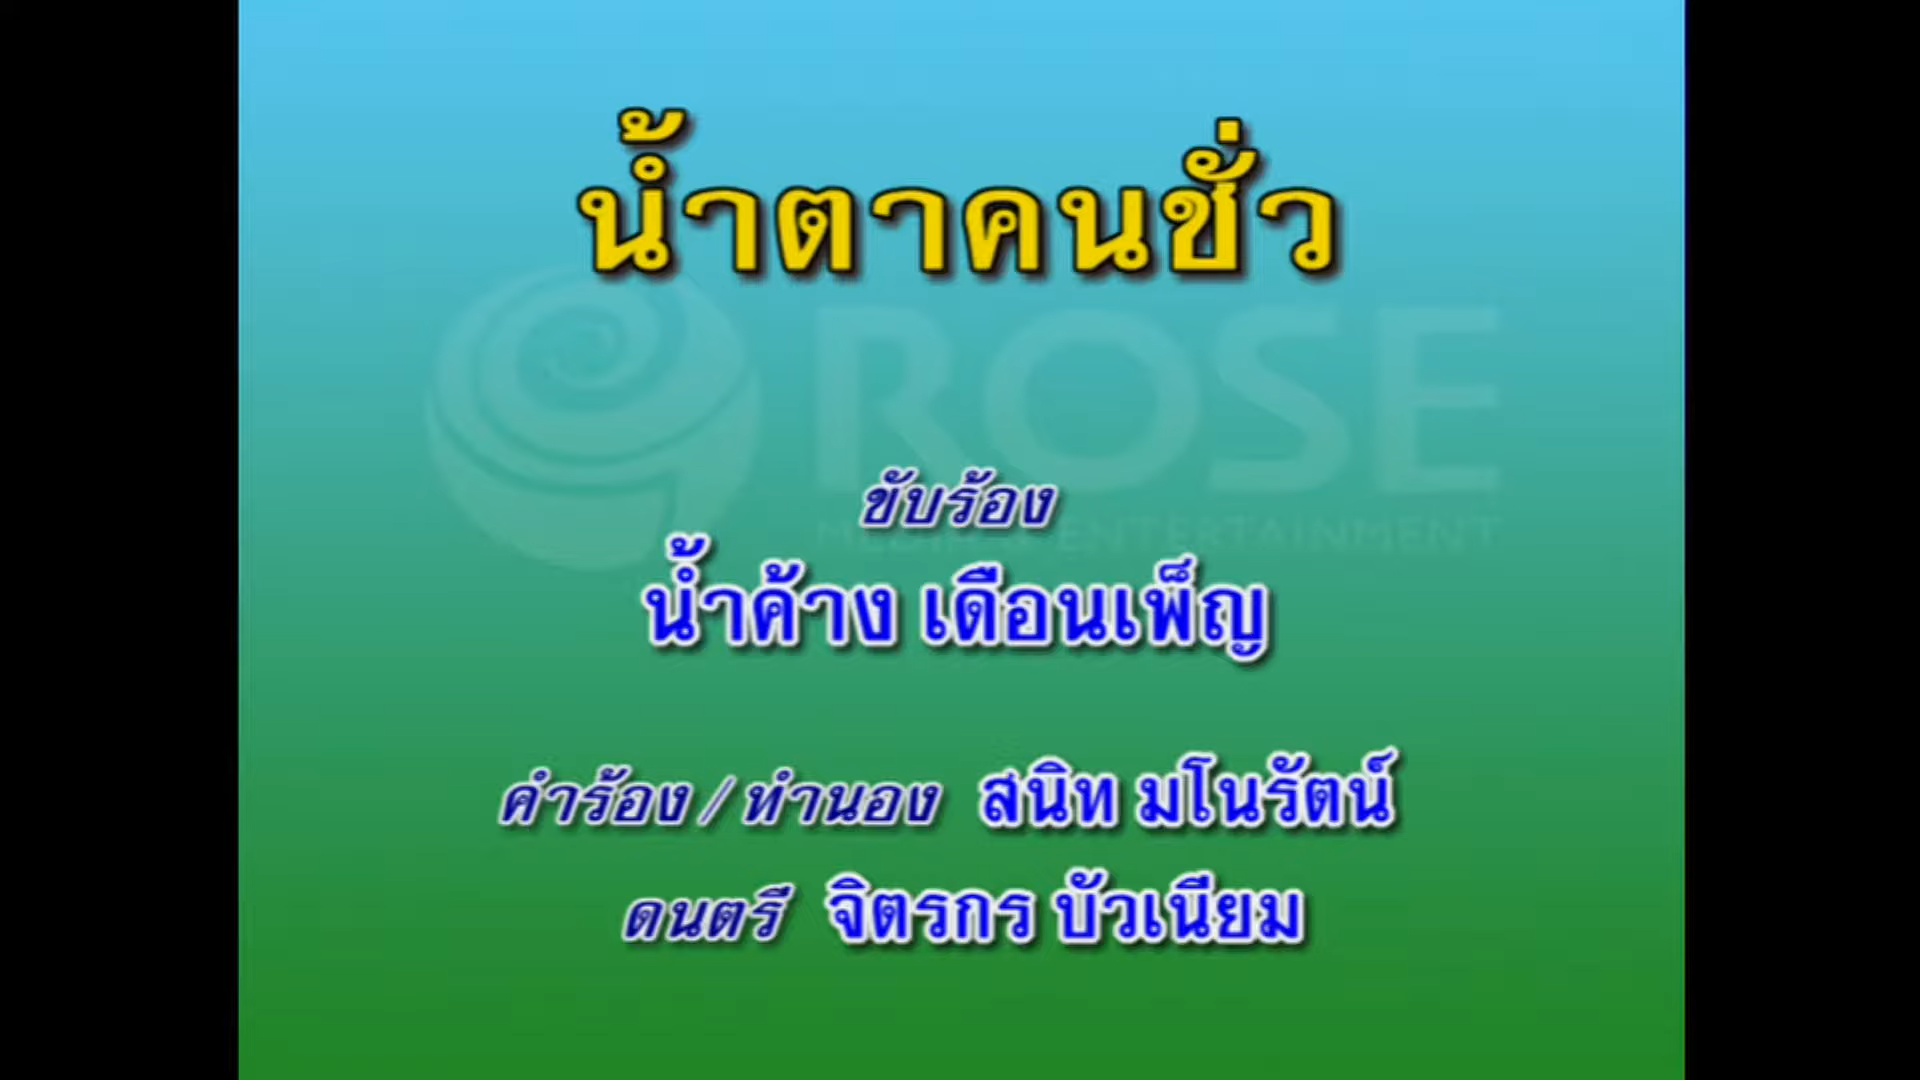 น้ำตาคนชั่ว
ROSE
MEDIA & ENTERTAINMENT
ขับร้อง
น้ำค้าง เดือนเพ็ญ
คำร้อง / ทำนอง สนิท มโนรัตน์
ดนตรี จิตรกร บัวเนียม